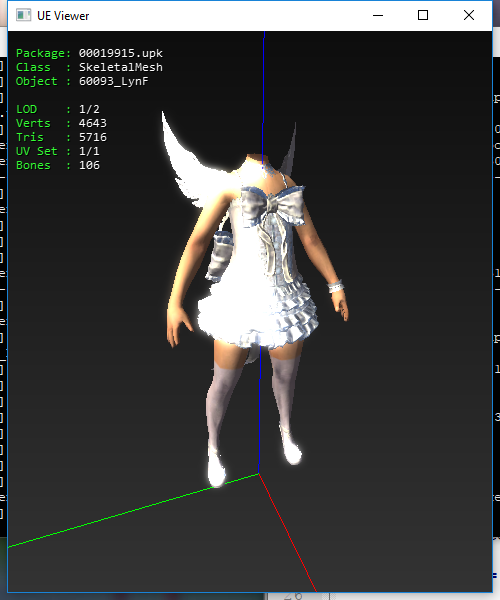 UE Viewer
Package: 00019915.upk
Class : SkeletalMesh
Object : 60093_LynF
LOD : 1/2
Verts : 4643
Tris : 5716
UV Set : 1/1
Bones : 106